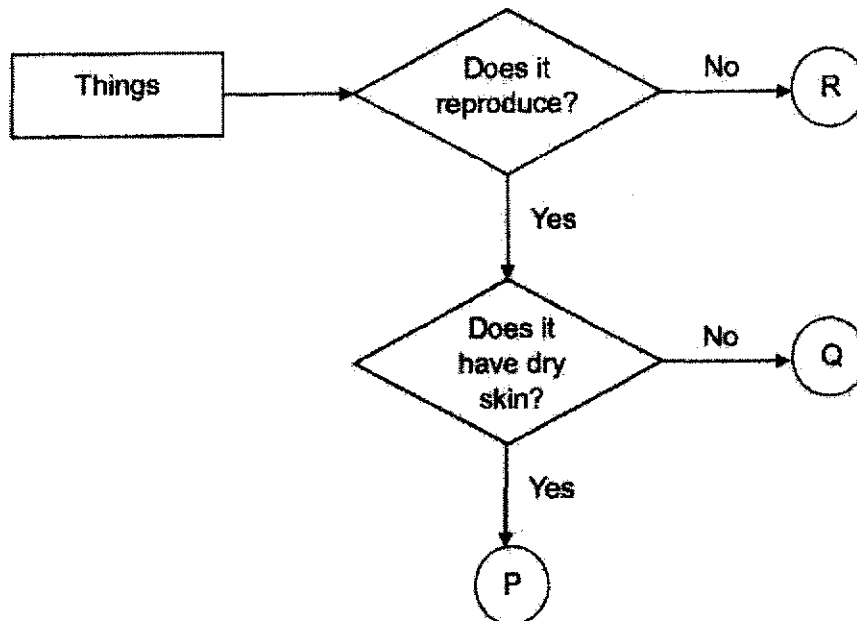 Things
Does it
reproduce?
No
R
Yes
Does it
have dry
skin?
No
Q
Yes
P